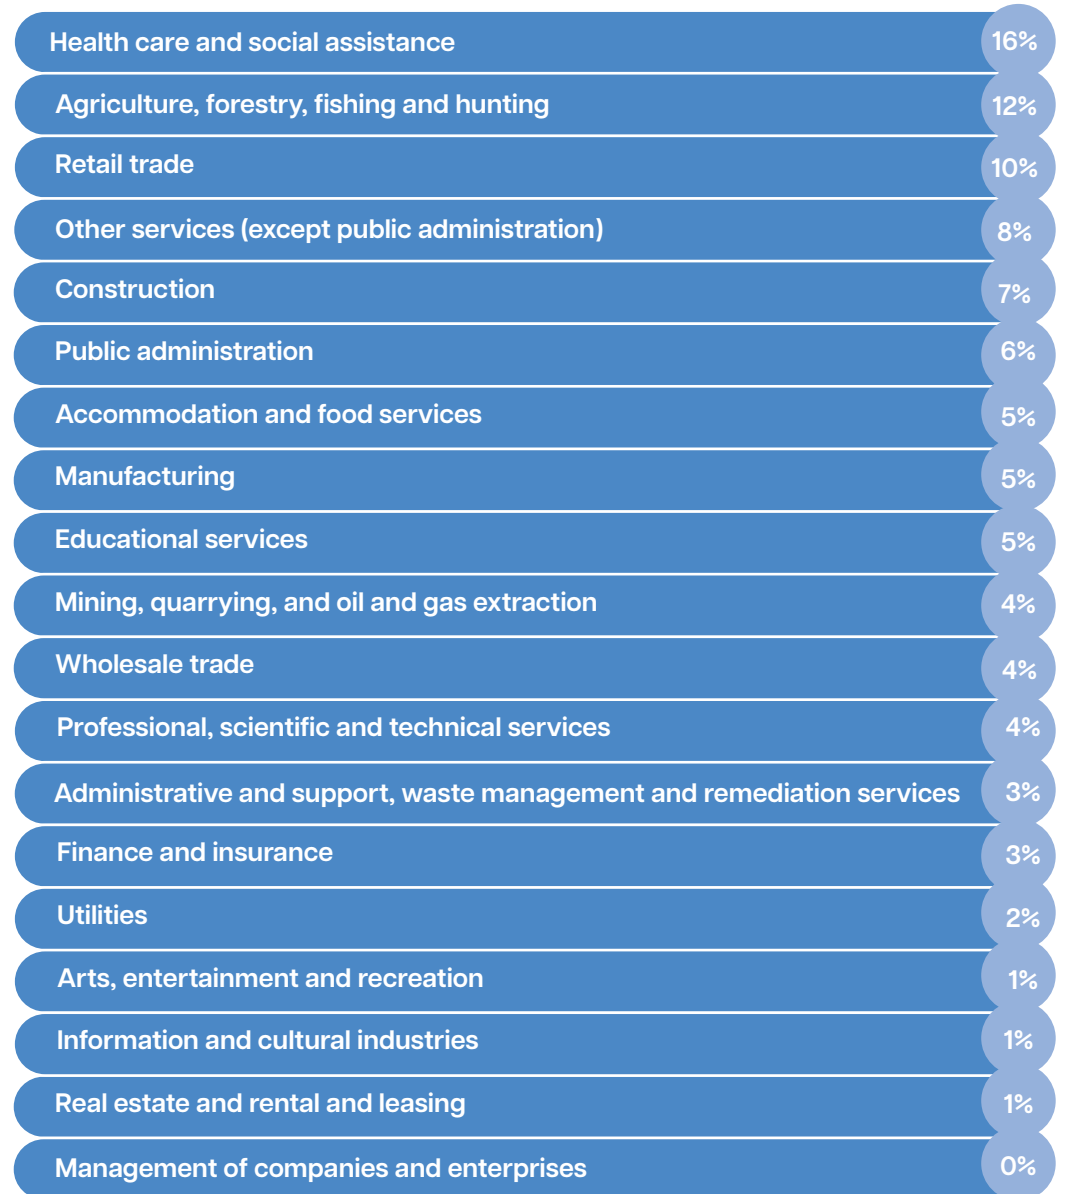 Health care and social assistance 16%
Agriculture, forestry, fishing and hunting 12%
Retail trade 10%
Other services (except public administration) 8%
Construction 7%
Public administration 6%
Accommodation and food services 5%
Manufacturing 5%
Educational services 5%
Mining, quarrying, and oil and gas extraction 4%
Wholesale trade 4%
Professional, scientific and technical services 4%
Administrative and support, waste management and remediation services 3%
Finance and insurance 3%
Utilities 2%
Arts, entertainment and recreation 1%
Information and cultural industries 1%
Real estate and rental and leasing 1%
Management of companies and enterprises 0%